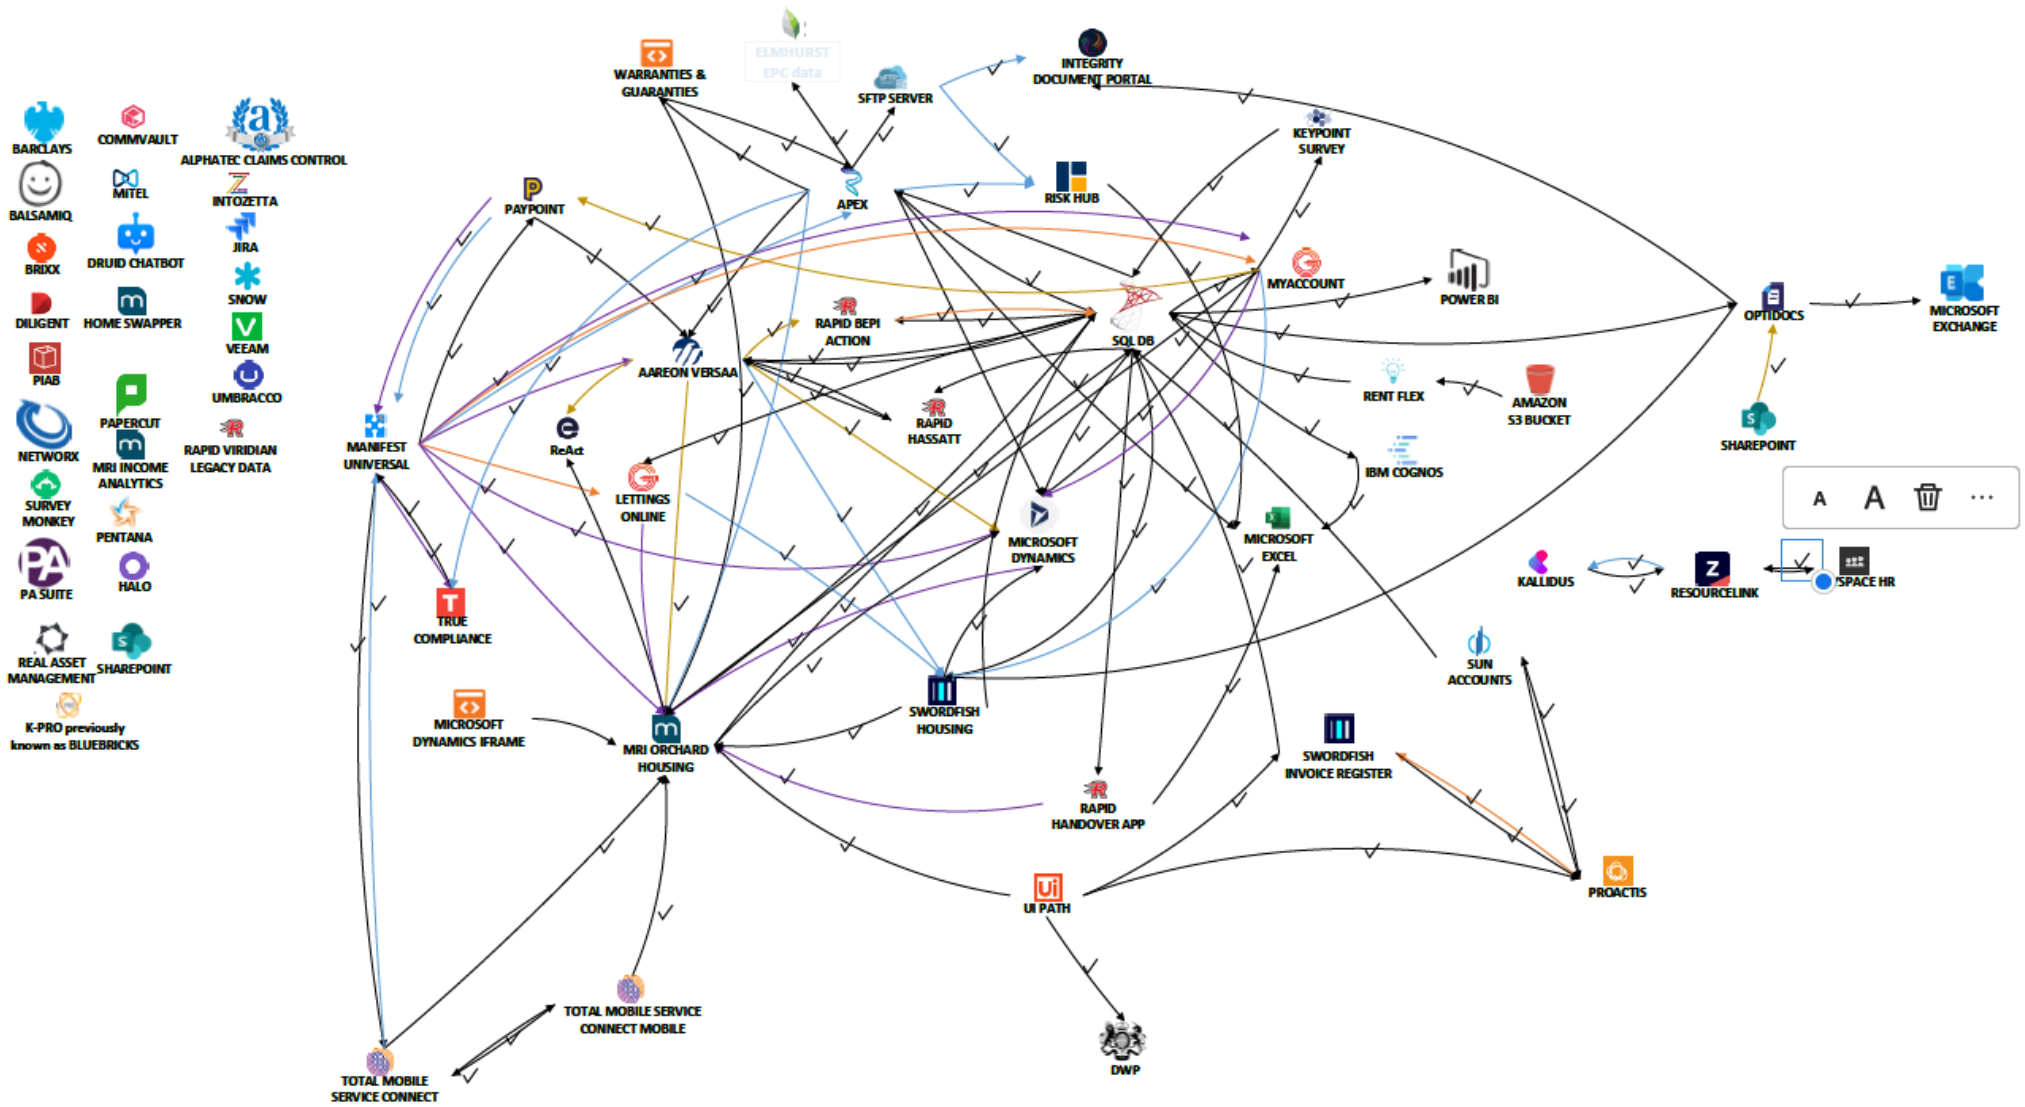 BARCLAYS
COMMVAULT
ALPHATEC CLAIMS CONTROL
BALSAMIQ
MITEL
INTOZETTA
BRIXX
DRUID CHATBOT
JIRA
DILIGENT
HOME SWAPPER
SNOW
VEEAM
PIAB
PAPERCUT
UMBRACCO
NETWORX
MRI INCOME
ANALYTICS
RAPID VIRIDIAN
LEGACY DATA
SURVEY
MONKEY
PENTANA
PA
PA SUITE
HALO
REAL ASSET
MANAGEMENT
SHAREPOINT
K-PRO previously
known as BLUEBRICKS
WARRANTIES &
GUARANTIES
ELMHURST
EPC data
SFTP SERVER
INTEGRITY
DOCUMENT PORTAL
KEYPOINT
SURVEY
PAYPOINT
APEX
RISK HUB
MYACCOUNT
POWER BI
OPTIDOCS
MICROSOFT
EXCHANGE
AAREON VERSAA
RAPID BEPI
ACTION
SQL DB
RENT FLEX
AMAZON
S3 BUCKET
SHAREPOINT
MANIFEST
UNIVERSAL
ReAct
RAPID
HASSATT
IBM COGNOS
LETTINGS
ONLINE
MICROSOFT
DYNAMICS
MICROSOFT
EXCEL
A A ...
KALLIDUS
RESOURCELINK
YSPACE HR
TRUE
COMPLIANCE
SUN
ACCOUNTS
MICROSOFT
DYNAMICS IFRAME
MRI ORCHARD
HOUSING
SWORDFISH
HOUSING
SWORDFISH
INVOICE REGISTER
RAPID
HANDOVER APP
Ui
UI PATH
PROACTIS
TOTAL MOBILE SERVICE
CONNECT MOBILE
TOTAL MOBILE
SERVICE CONNECT
DWP